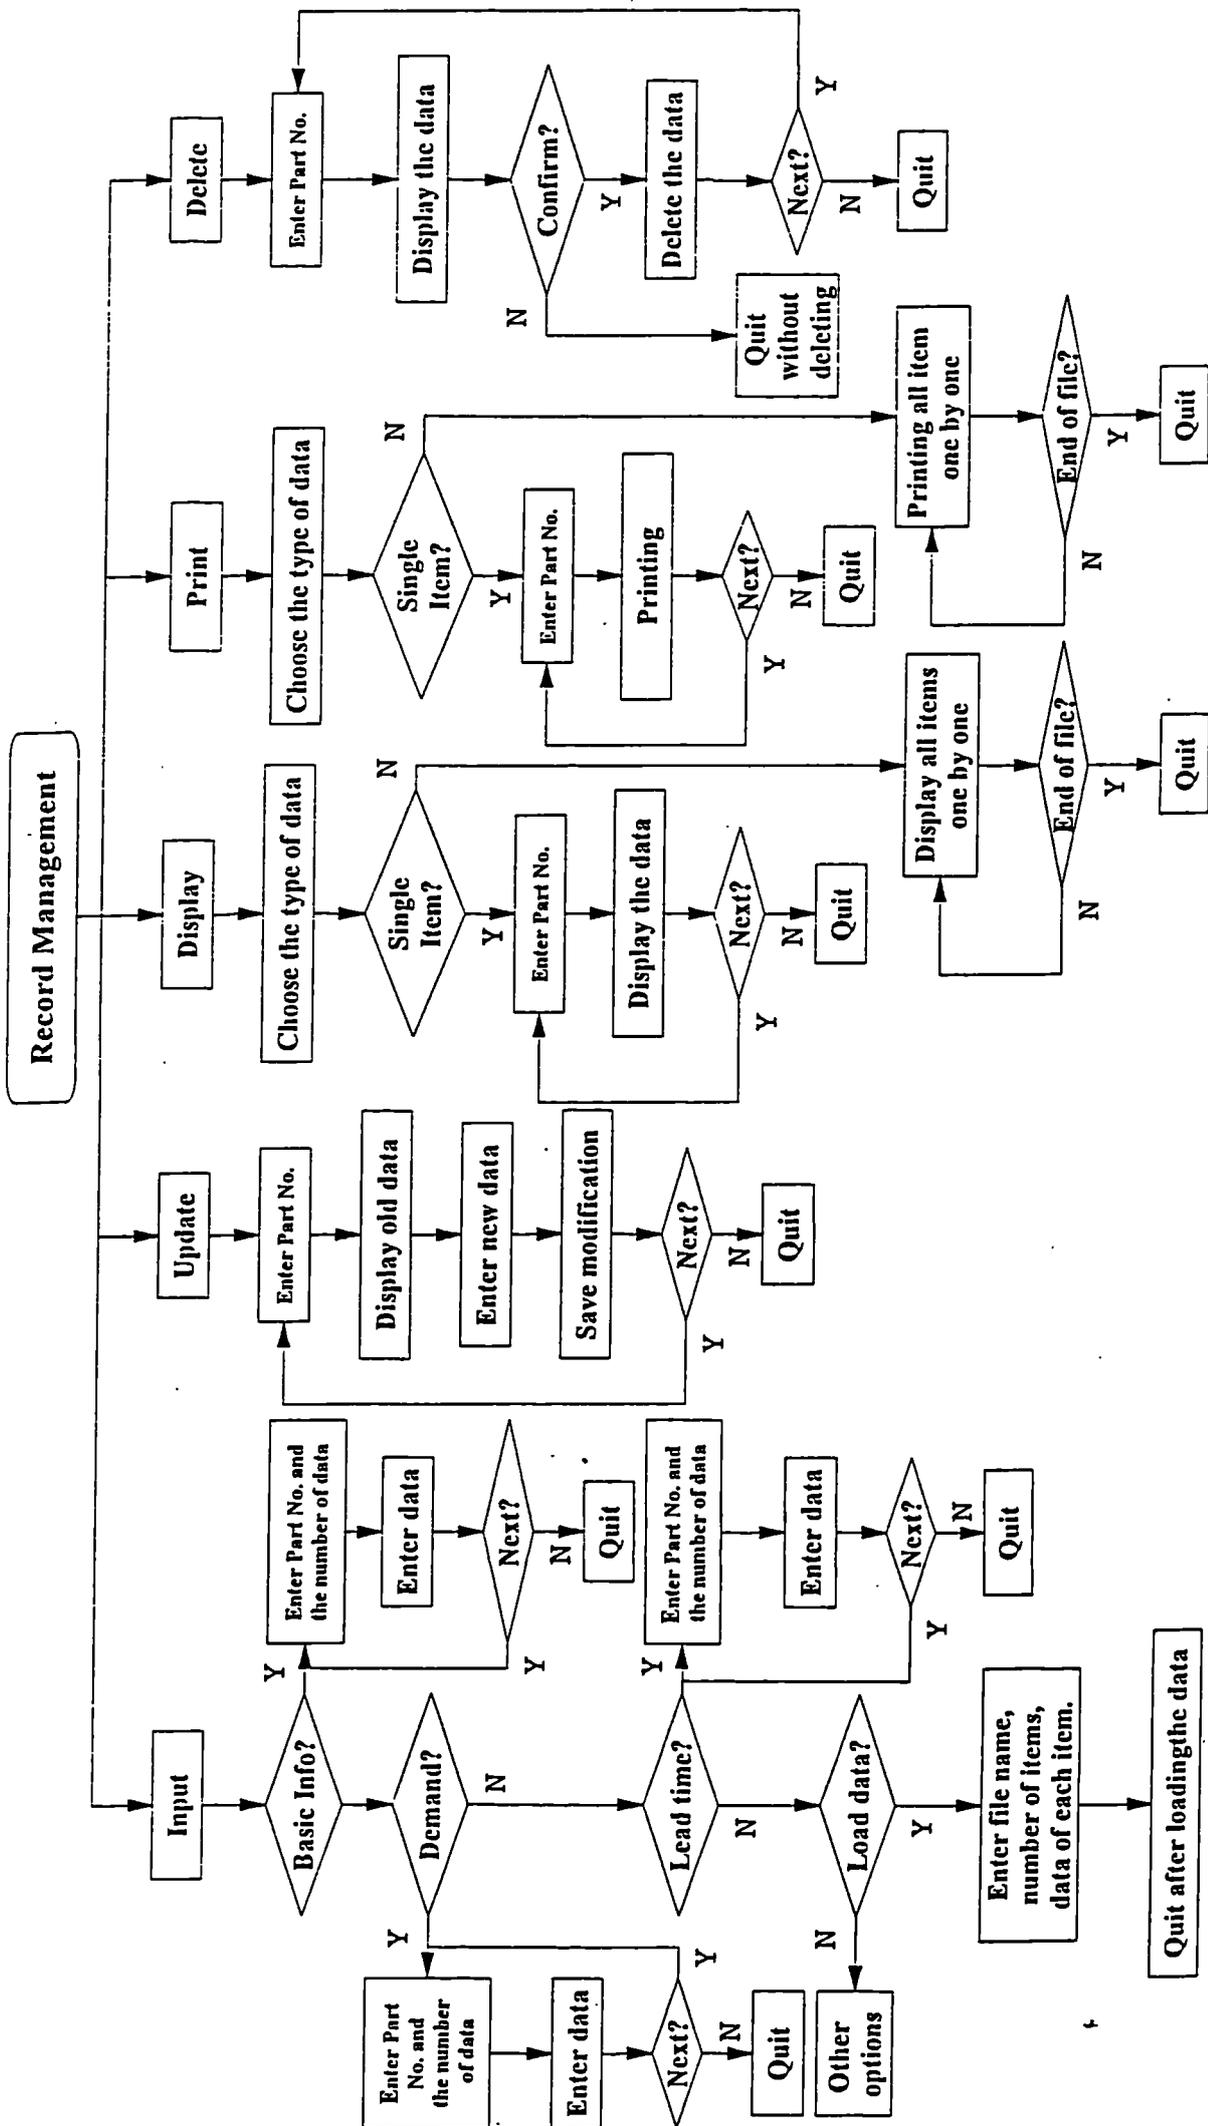 Record Management
Input
Basic Info?
Y
Enter Part No. and
the number of data
Enter data
Next?
Y
N
Quit
Demand?
Y
Enter Part
No. and
the number
of data
Enter data
Next?
Y
N
Quit
N
Lead time?
Y
Enter Part No. and
the number of data
Enter data
Next?
Y
N
Quit
N
Load data?
N
Other
options
Y
Enter file name,
number of items,
data of each item.
Quit after loadingthe data
Update
Enter Part No.
Display old data
Enter new data
Save modification
Next?
Y
N
Quit
Display
Choose the type of data
Single
Item?
N
Y
Enter Part No.
Display the data
Next?
Y
N
Quit
Display all items
one by one
End of file?
N
Y
Quit
Print
Choose the type of data
Single
Item?
N
Y
Enter Part No.
Printing
Next?
Y
N
Quit
Printing all item
one by one
End of file?
N
Y
Quit
Delete
Enter Part No.
Display the data
Confirm?
N
Quit
without
deleting
Y
Delete the data
Next?
Y
N
Quit